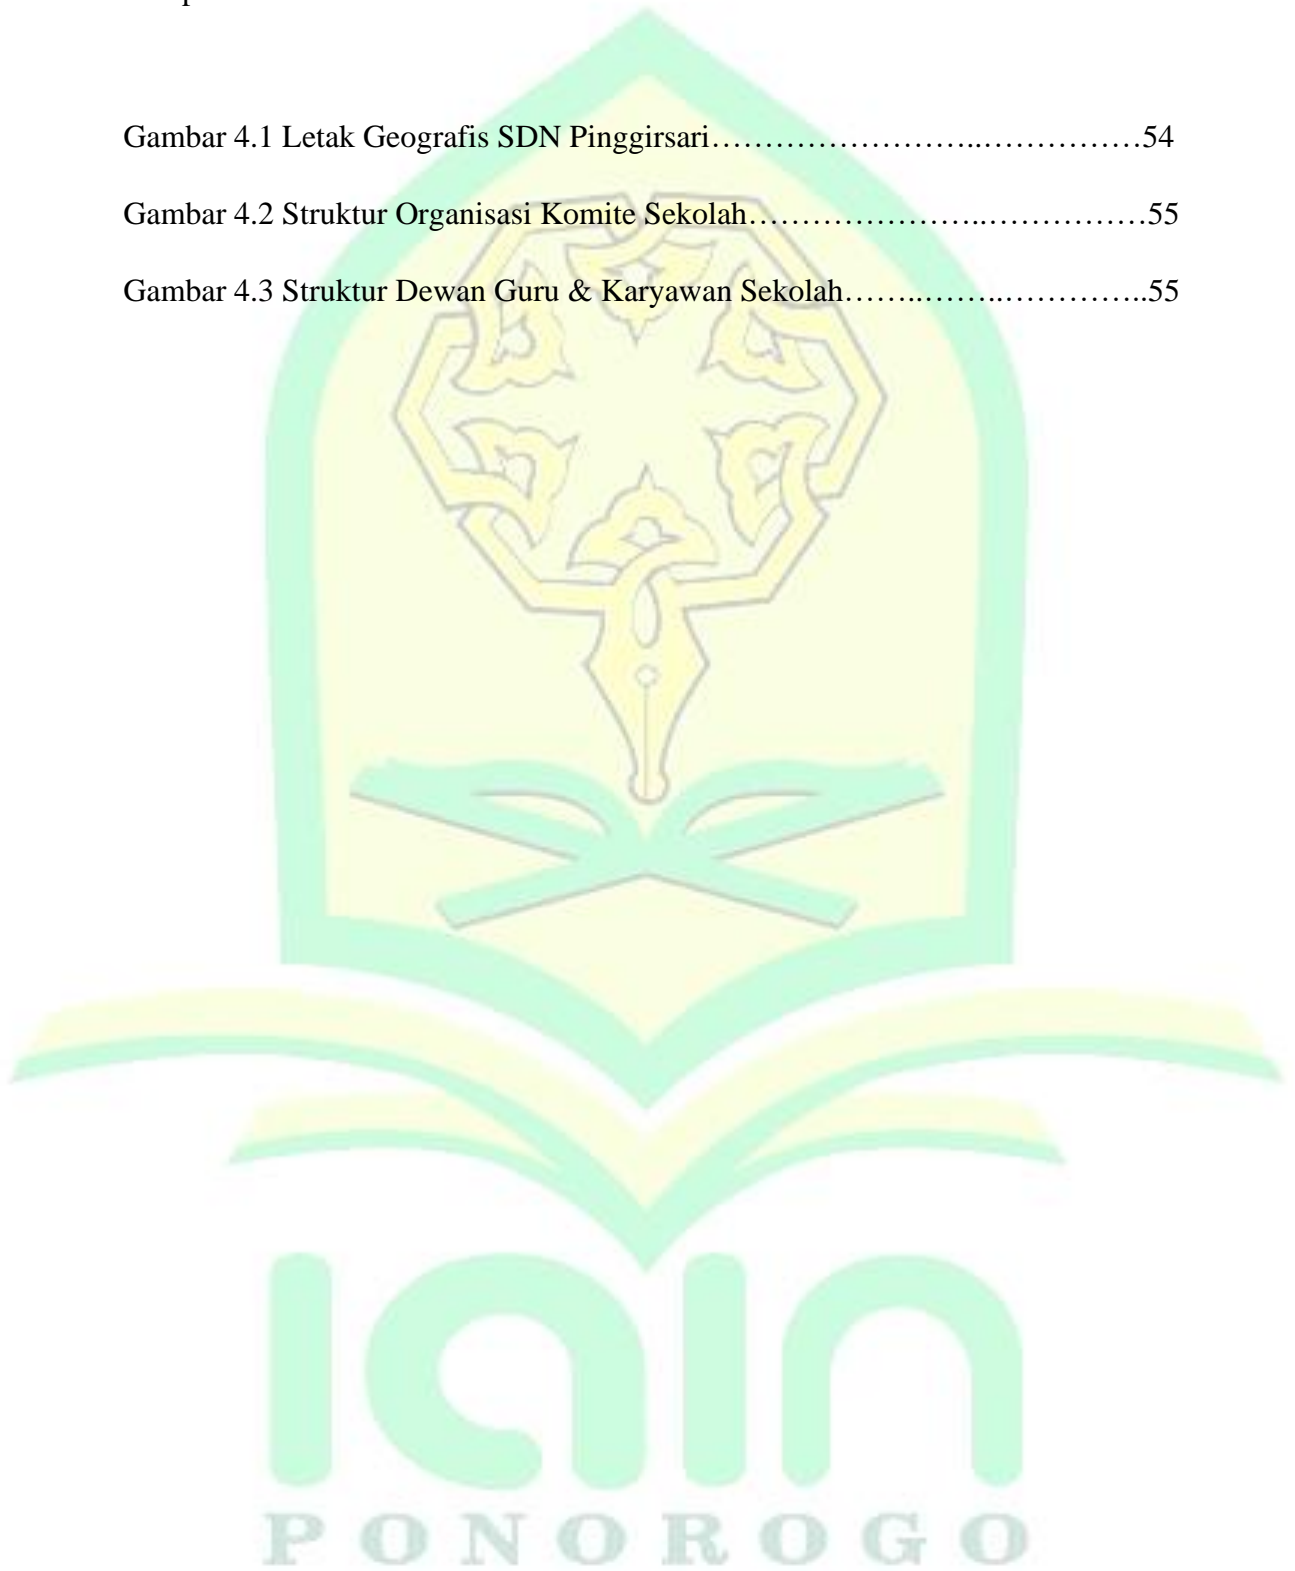 Gambar 4.1 Letak Geografis SDN Pinggirsari……………………..……………54
Gambar 4.2 Struktur Organisasi Komite Sekolah…………………..……………55
Gambar 4.3 Struktur Dewan Guru & Karyawan Sekolah……..……..…………..55
iain
PONOROGO